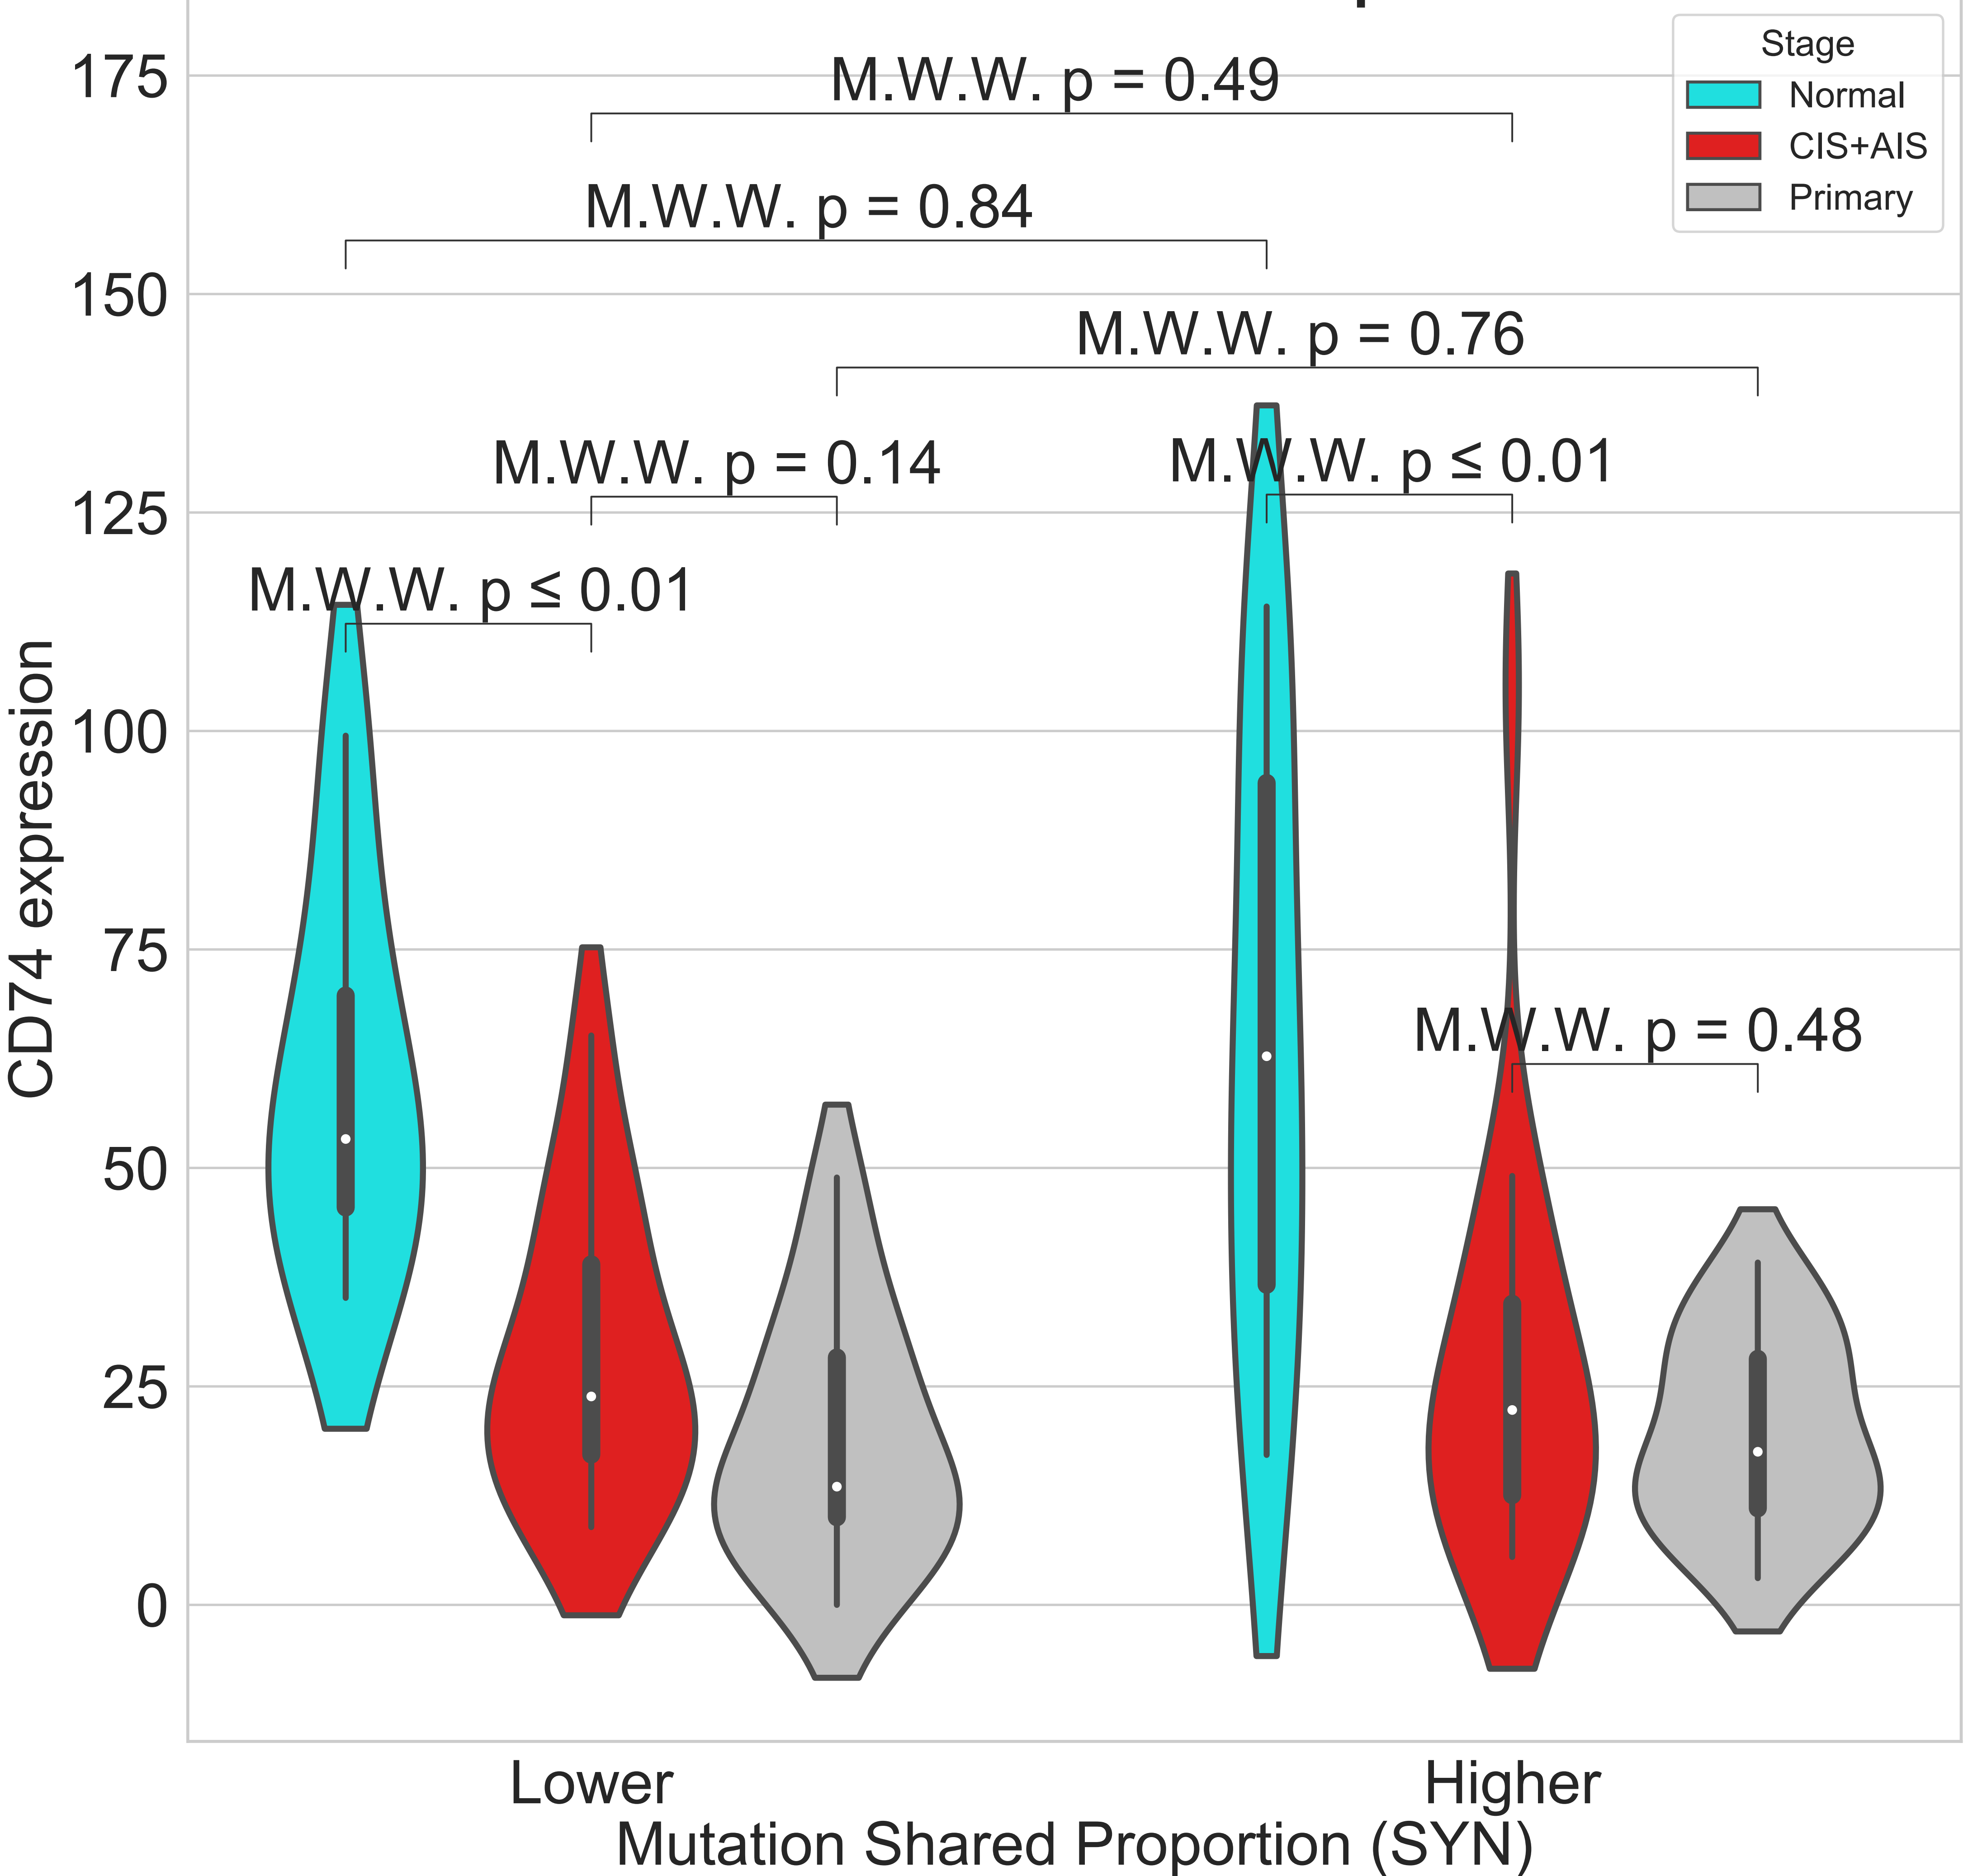 Stage
Normal
CIS+AIS
Primary
M.W.W. p = 0.49
M.W.W. p = 0.84
M.W.W. p = 0.76
M.W.W. p = 0.14
M.W.W. p ≤ 0.01
M.W.W. p ≤ 0.01
M.W.W. p = 0.48
175
150
125
100
75
50
25
0
CD74 expression
Lower
Higher
Mutation Shared Proportion (SYN)